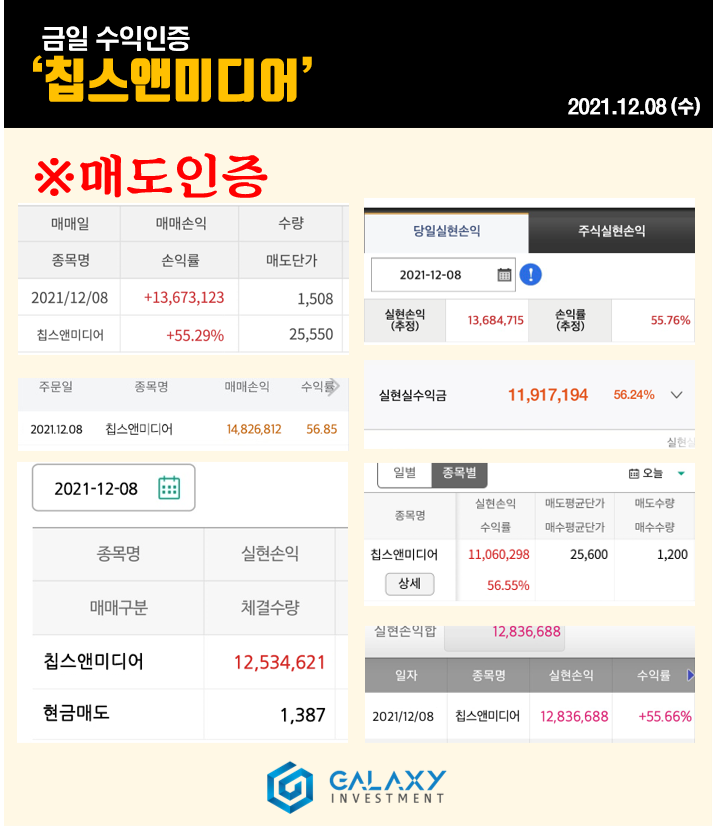 금일 수익인증
‘칩스앤미디어’
2021.12.08 (수)
※매도인증
매매일 매매손익 수량
종목명 손익률 매도단가
2021/12/08 +13,673,123 1,508
칩스앤미디어 +55.29% 25,550
당일실현손익 주식실현손익
2021-12-08
실현손익 (추정) 13,684,715 손익률 (추정) 55.76%
주문일 종목명 매매손익 수익률
2021.12.08 칩스앤미디어 14,826,812 56.85
실현실수익금 11,917,194 56.24%
실현실
2021-12-08
종목명 실현손익
매매구분 체결수량
칩스앤미디어 12,534,621
현금매도 1,387
일별 종목별 오늘
종목명 실현손익 매도평균단가 매도수량
수익률 매수평균단가 매수수량
칩스앤미디어 11,060,298 25,600 1,200
상세 56.55%
실현손익합 12,836,688
일자 종목명 실현손익 수익률
2021/12/08 칩스앤미디어 12,836,688 +55.66%
GALAXY
INVESTMENT